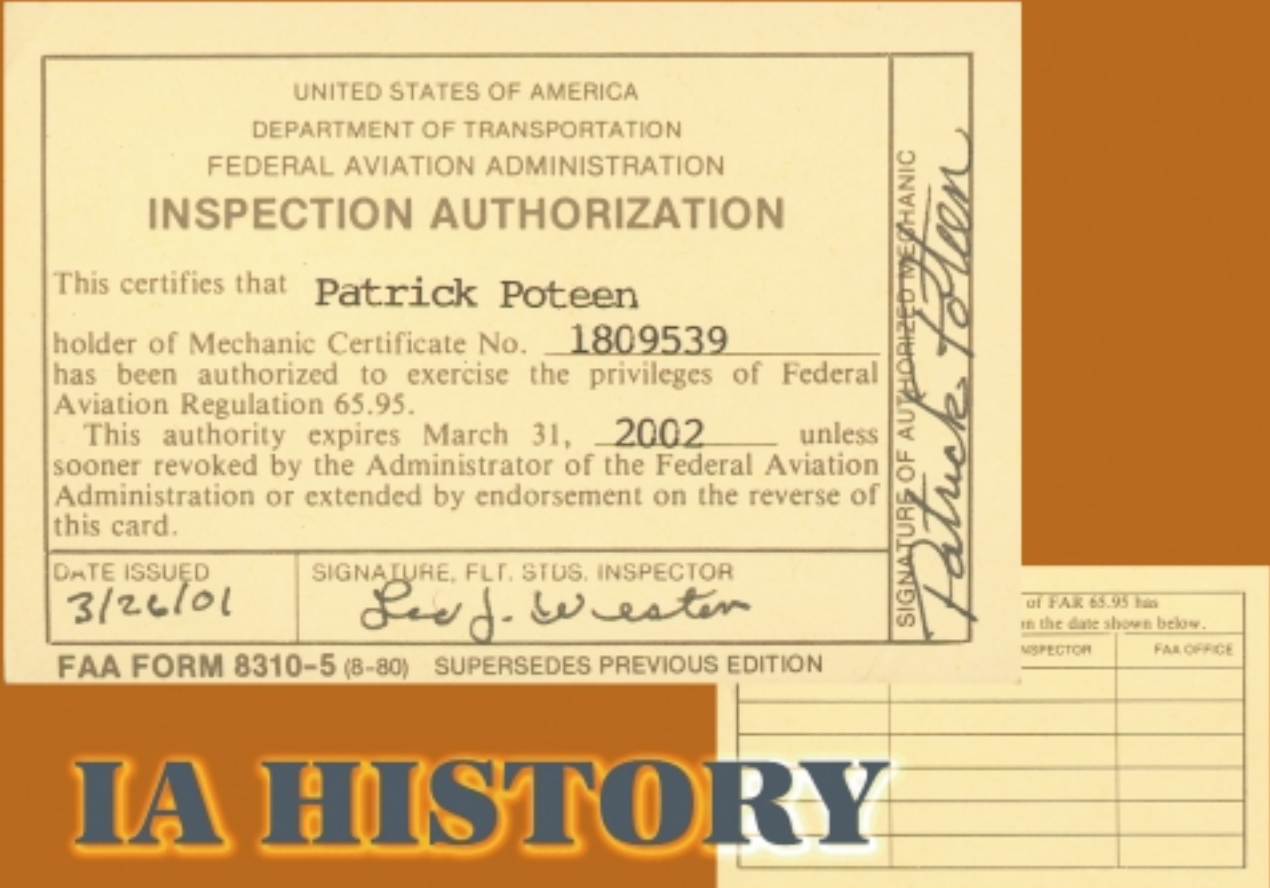 UNITED STATES OF AMERICA
DEPARTMENT OF TRANSPORTATION
FEDERAL AVIATION ADMINISTRATION
INSPECTION AUTHORIZATION
This certifies that Patrick Poteen
holder of Mechanic Certificate No. 1809539
has been authorized to exercise the privileges of Federal
Aviation Regulation 65.95.
This authority expires March 31, 2002 unless
sooner revoked by the Administrator of the Federal Aviation
Administration or extended by endorsement on the reverse of
this card.
DATE ISSUED
3/26/01
SIGNATURE, FLT. STDS. INSPECTOR
J. Westen
FAA FORM 8310-5 (8-80) SUPERSEDES PREVIOUS EDITION
SIGNATURE OF AUTHORIZED MECHANIC
Patrick Poteen
of FAR 65.95 has
the date shown below.
NSPECTOR FAA OFFICE
IA HISTORY